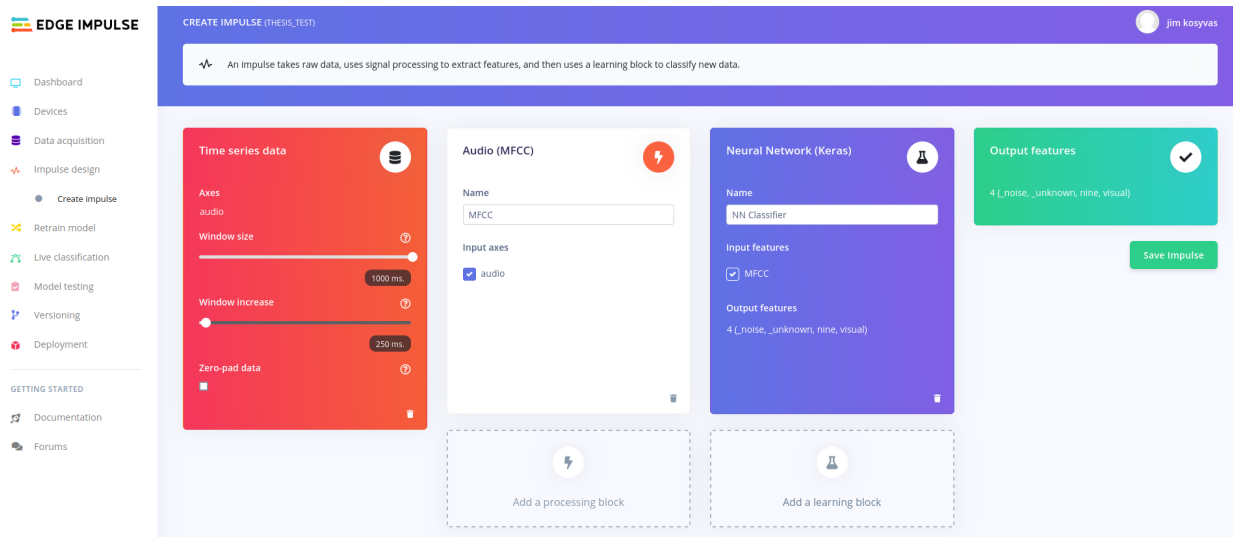 EDGE IMPULSE
Dashboard
Devices
Data acquisition
Impulse design
Create impulse
Retrain model
Live classification
Model testing
Versioning
Deployment
GETTING STARTED
Documentation
Forums
CREATE IMPULSE (THESIS_TEST)
jim kosyvas
An impulse takes raw data, uses signal processing to extract features, and then uses a learning block to classify new data.
Time series data
Axes
audio
Window size
1000 ms.
Window increase
250 ms.
Zero-pad data
Audio (MFCC)
Name
MFCC
Input axes
audio
Add a processing block
Neural Network (Keras)
Name
NN Classifier
Input features
MFCC
Output features
4 (_noise, _unknown, nine, visual)
Add a learning block
Output features
4 (_noise, _unknown, nine, visual)
Save Impulse